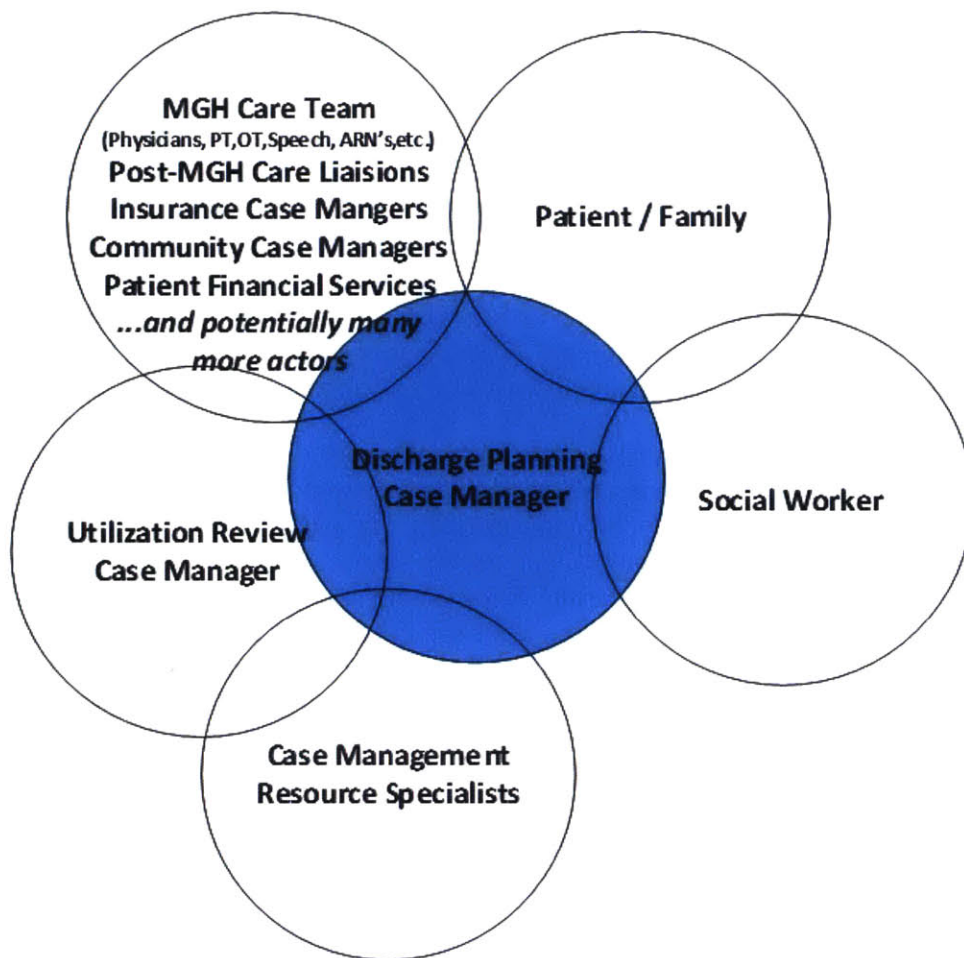 MGH Care Team
(Physicians, PT,OT,Speech, ARN's,etc.)
Post-MGH Care Liaisions
Insurance Case Mangers
Community Case Managers
Patient Financial Services
...and potentially many
more actors
Patient / Family
Discharge Planning
Case Manager
Social Worker
Utilization Review
Case Manager
Case Management
Resource Specialists